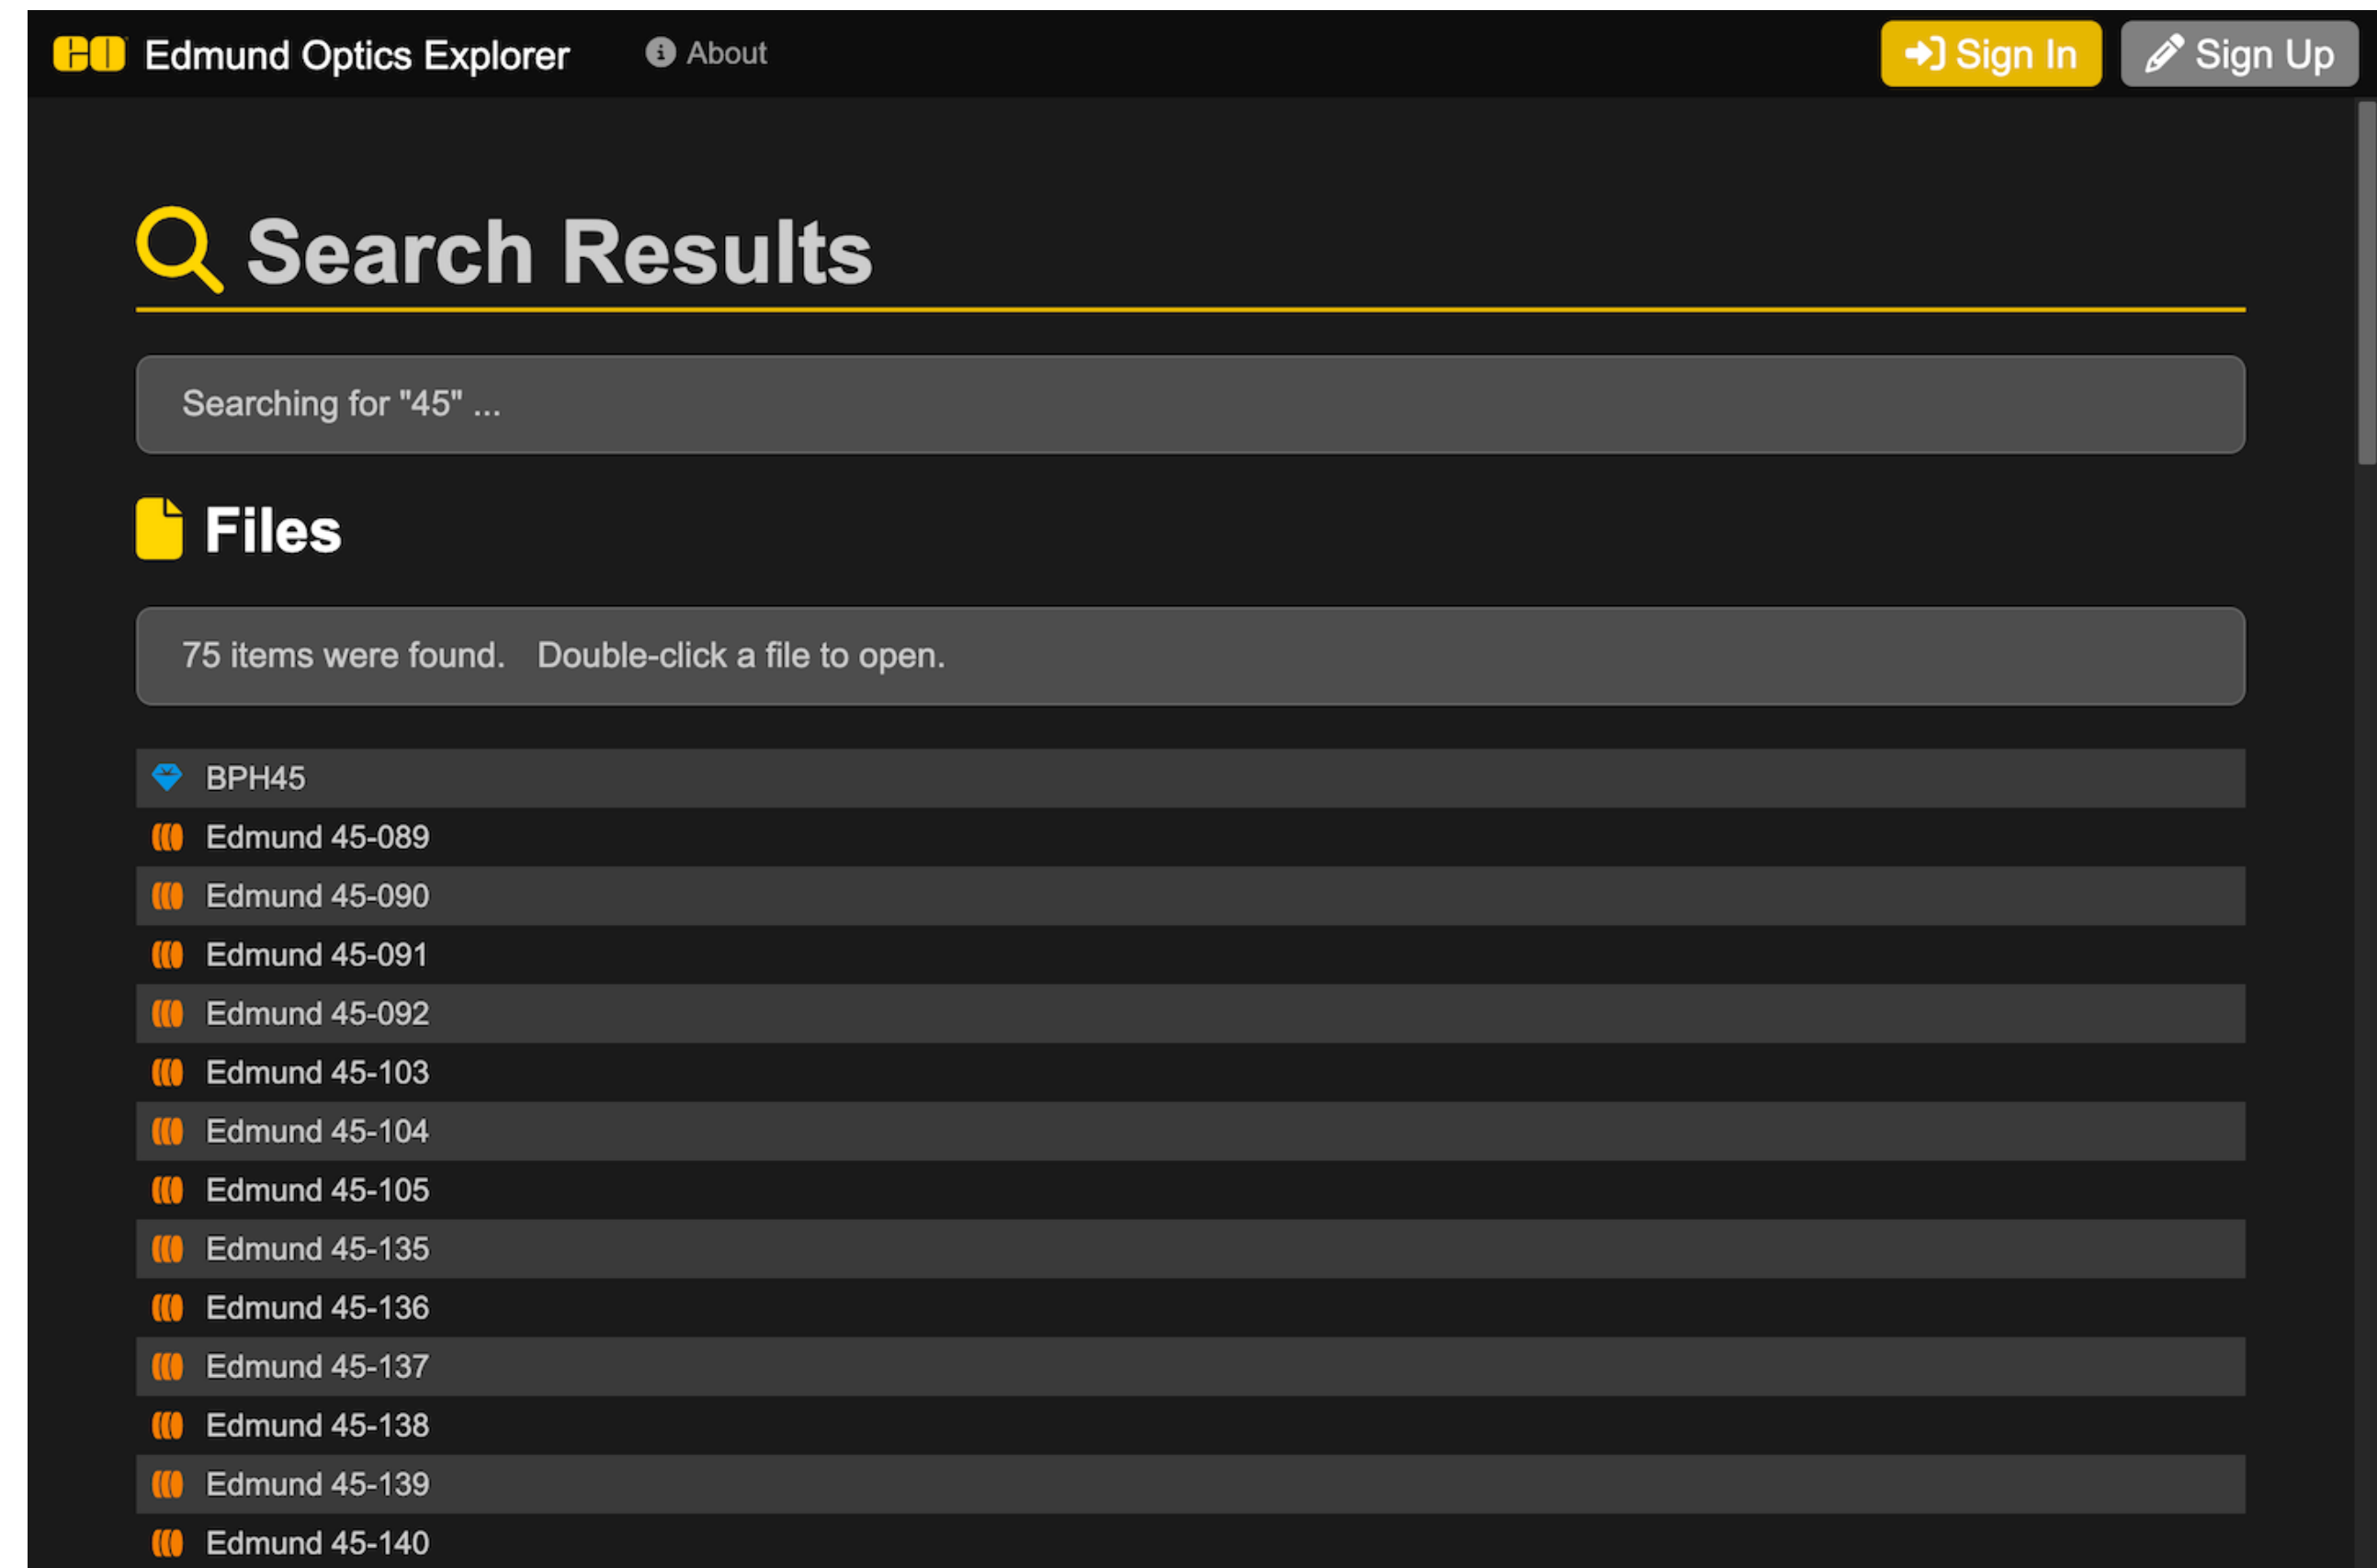 EO Edmund Optics Explorer About Sign In Sign Up
Search Results
Searching for "45" ...
Files
75 items were found. Double-click a file to open.
BPH45
Edmund 45-089
Edmund 45-090
Edmund 45-091
Edmund 45-092
Edmund 45-103
Edmund 45-104
Edmund 45-105
Edmund 45-135
Edmund 45-136
Edmund 45-137
Edmund 45-138
Edmund 45-139
Edmund 45-140